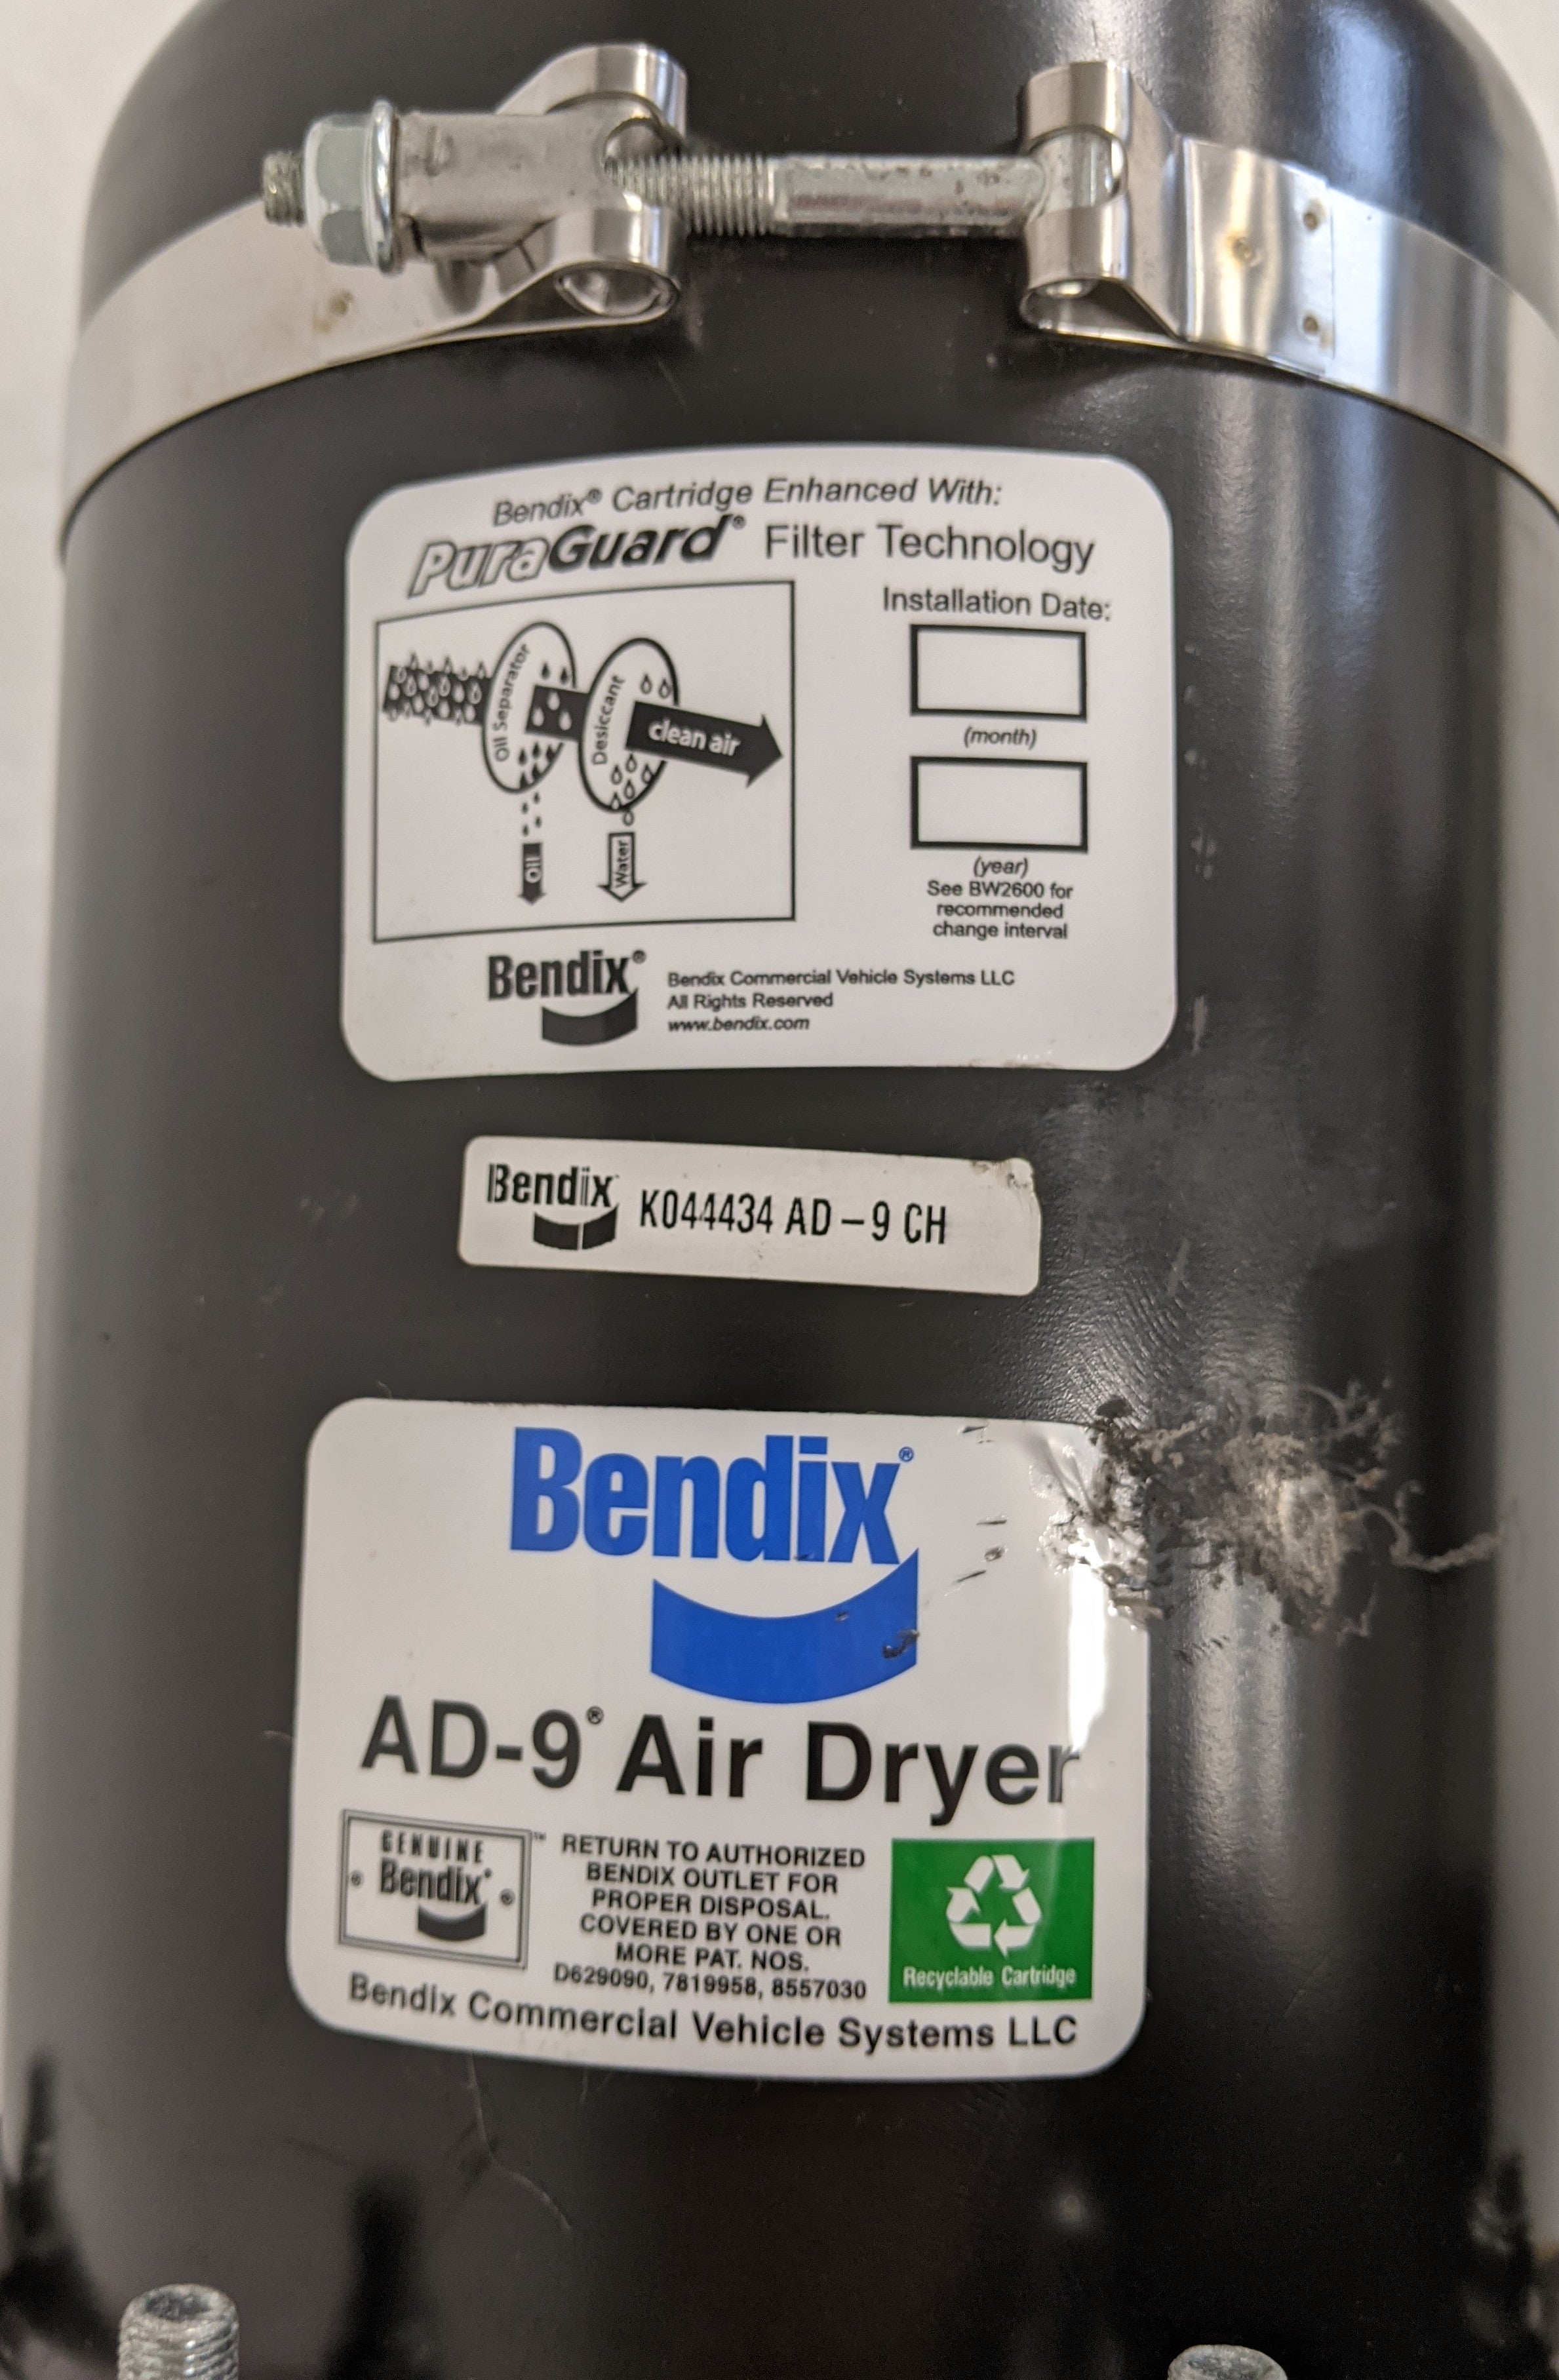 Bendix® Cartridge Enhanced With:
PuraGuard® Filter Technology
Installation Date:
Oil Separator
Desiccant
clean air
Oil
Water
(month)
(year)
See BW2600 for
recommended
change interval
Bendix®
Bendix Commercial Vehicle Systems LLC
All Rights Reserved
www.bendix.com
Bendix K044434 AD-9 CH
Bendix®
AD-9® Air Dryer
GENUINE
Bendix®
®
®
™
RETURN TO AUTHORIZED
BENDIX OUTLET FOR
PROPER DISPOSAL.
COVERED BY ONE OR
MORE PAT. NOS.
D629090, 7819958, 8557030
Recyclable Cartridge
Bendix Commercial Vehicle Systems LLC